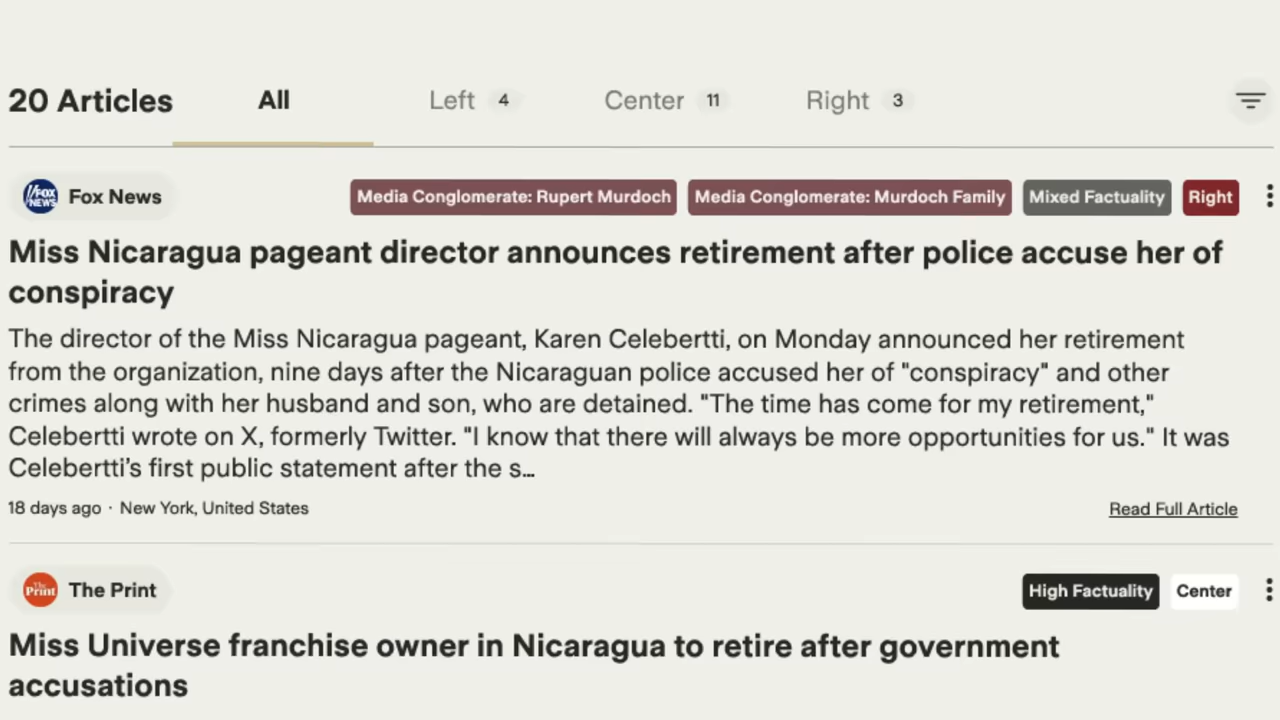 20 Articles All Left 4 Center 11 Right 3
FOX NEWS Fox News Media Conglomerate: Rupert Murdoch Media Conglomerate: Murdoch Family Mixed Factuality Right
Miss Nicaragua pageant director announces retirement after police accuse her of
conspiracy
The director of the Miss Nicaragua pageant, Karen Celebertti, on Monday announced her retirement
from the organization, nine days after the Nicaraguan police accused her of "conspiracy" and other
crimes along with her husband and son, who are detained. "The time has come for my retirement,"
Celebertti wrote on X, formerly Twitter. "I know that there will always be more opportunities for us." It was
Celebertti's first public statement after the s...
18 days ago · New York, United States Read Full Article
The Print The Print High Factuality Center
Miss Universe franchise owner in Nicaragua to retire after government
accusations